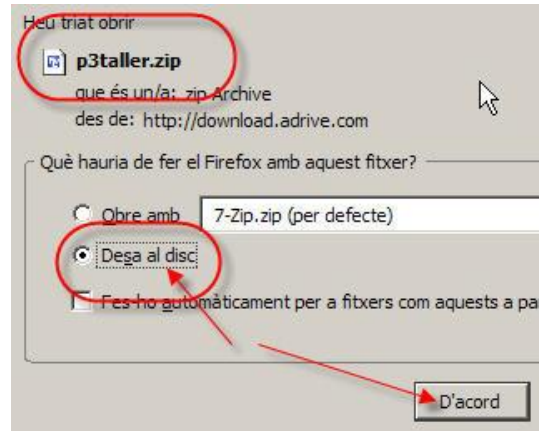 Heu triat obrir
p3taller.zip
que és un/a: zip Archive
des de: http://download.adrive.com
Què hauria de fer el Firefox amb aquest fitxer?
Obre amb 7-Zip.zip (per defecte)
Desa al disc
Fes-ho automàticament per a fitxers com aquests a pa
D'acord